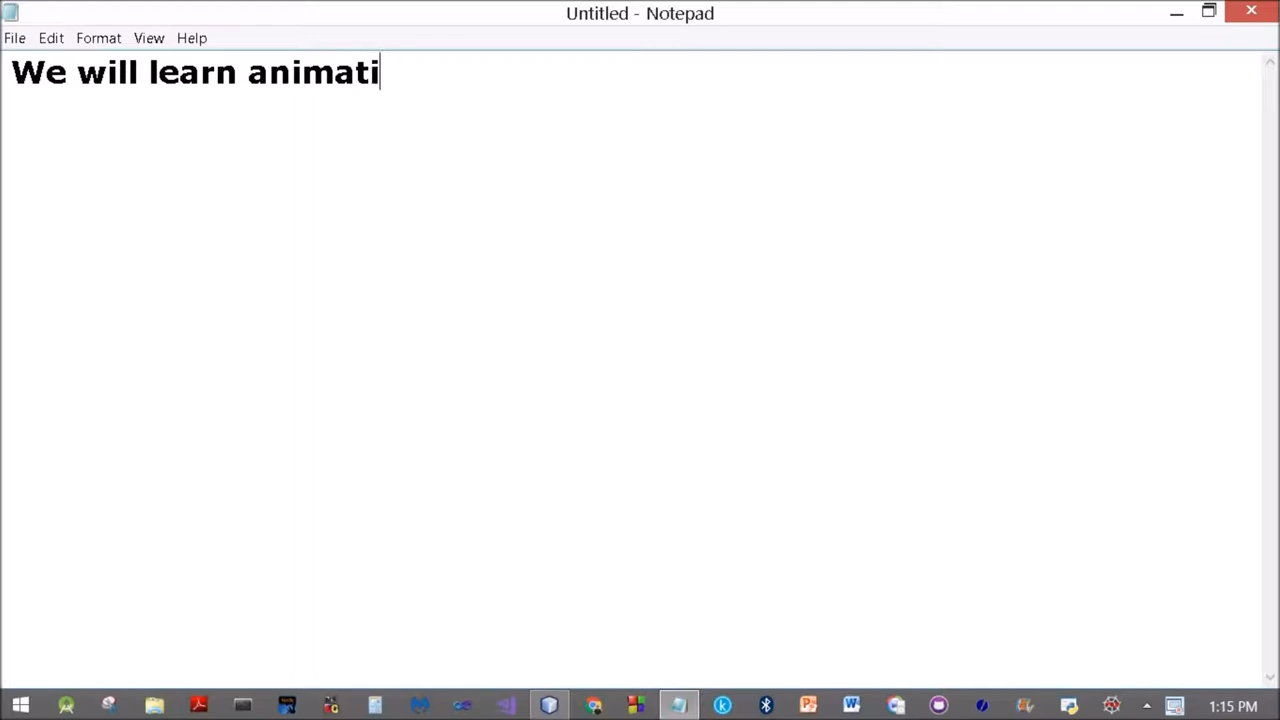 Untitled - Notepad
File Edit Format View Help
We will learn animati
1:15 PM